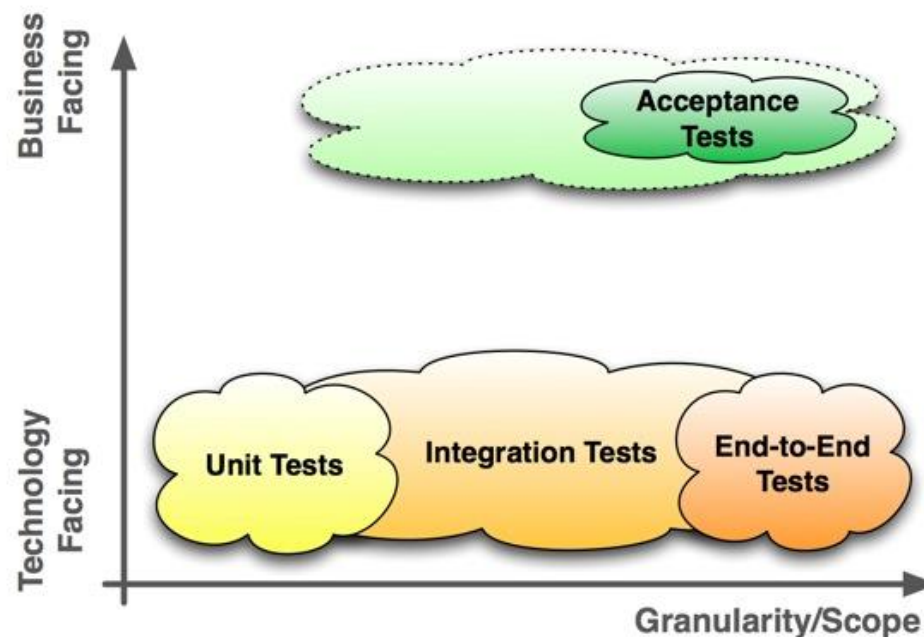 Business
Facing
Acceptance
Tests
Technology
Facing
Unit Tests
Integration Tests
End-to-End
Tests
Granularity/Scope